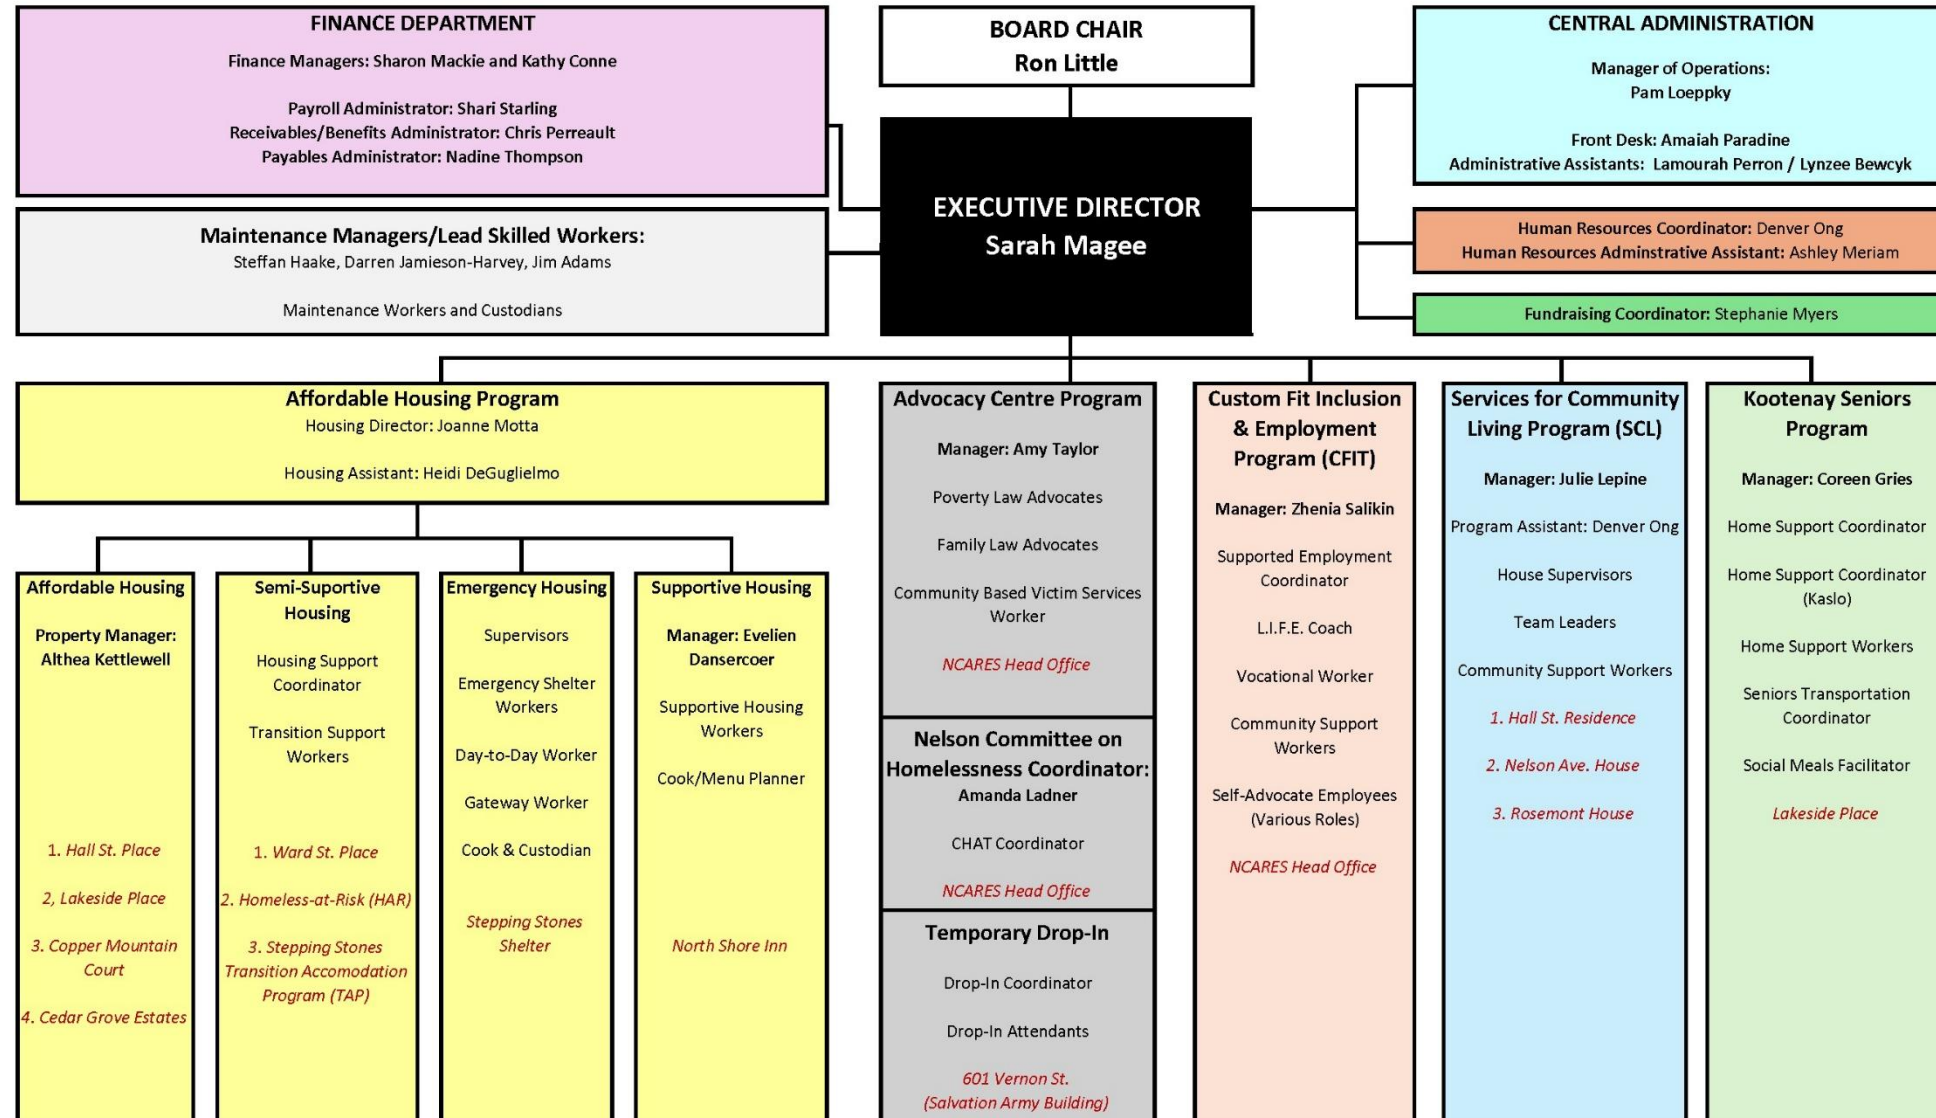 FINANCE DEPARTMENT
Finance Managers: Sharon Mackie and Kathy Conne
Payroll Administrator: Shari Starling
Receivables/Benefits Administrator: Chris Perreault
Payables Administrator: Nadine Thompson
BOARD CHAIR
Ron Little
CENTRAL ADMINISTRATION
Manager of Operations:
Pam Loeppky
Front Desk: Amaiah Paradine
Administrative Assistants: Lamourah Perron / Lynzee Bewcyk
Maintenance Managers/Lead Skilled Workers:
Steffan Haake, Darren Jamieson-Harvey, Jim Adams
Maintenance Workers and Custodians
EXECUTIVE DIRECTOR
Sarah Magee
Human Resources Coordinator: Denver Ong
Human Resources Adminstrative Assistant: Ashley Meriam
Fundraising Coordinator: Stephanie Myers
Affordable Housing Program
Housing Director: Joanne Motta
Housing Assistant: Heidi DeGuglielmo
Affordable Housing
Property Manager:
Althea Kettlewell
1. Hall St. Place
2, Lakeside Place
3. Copper Mountain
Court
4. Cedar Grove Estates
Semi-Suportive
Housing
Housing Support
Coordinator
Transition Support
Workers
1. Ward St. Place
2. Homeless-at-Risk (HAR)
3. Stepping Stones
Transition Accomodation
Program (TAP)
Emergency Housing
Supervisors
Emergency Shelter
Workers
Day-to-Day Worker
Gateway Worker
Cook & Custodian
Stepping Stones
Shelter
Supportive Housing
Manager: Evelien
Dansercoer
Supportive Housing
Workers
Cook/Menu Planner
North Shore Inn
Advocacy Centre Program
Manager: Amy Taylor
Poverty Law Advocates
Family Law Advocates
Community Based Victim Services
Worker
NCARES Head Office
Nelson Committee on
Homelessness Coordinator:
Amanda Ladner
CHAT Coordinator
NCARES Head Office
Temporary Drop-In
Drop-In Coordinator
Drop-In Attendants
601 Vernon St.
(Salvation Army Building)
Custom Fit Inclusion
& Employment
Program (CFIT)
Manager: Zhenia Salikin
Supported Employment
Coordinator
L.I.F.E. Coach
Vocational Worker
Community Support
Workers
Self-Advocate Employees
(Various Roles)
NCARES Head Office
Services for Community
Living Program (SCL)
Manager: Julie Lepine
Program Assistant: Denver Ong
House Supervisors
Team Leaders
Community Support Workers
1. Hall St. Residence
2. Nelson Ave. House
3. Rosemont House
Kootenay Seniors
Program
Manager: Coreen Gries
Home Support Coordinator
Home Support Coordinator
(Kaslo)
Home Support Workers
Seniors Transportation
Coordinator
Social Meals Facilitator
Lakeside Place